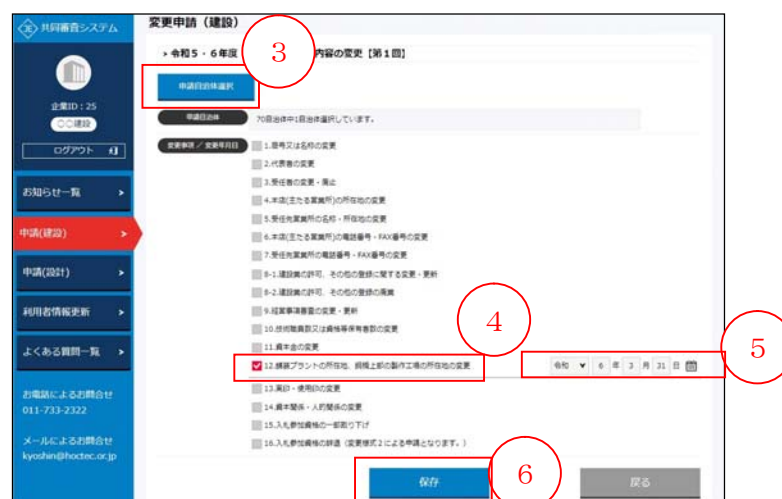 共同審査システム
企業ID：25
〇〇建設
ログアウト
お知らせ一覧
申請(建設)
申請(設計)
利用者情報更新
よくある質問一覧
お電話によるお問合せ
011-733-2322
メールによるお問合せ
kyoshin@hoctec.or.jp
変更申請（建設）
令和５・６年度
内容の変更【第１回】
3
申請自治体選択
申請自治体
70自治体中1自治体選択しています。
変更事項 / 変更年月日
1.商号又は名称の変更
2.代表者の変更
3.受任者の変更・廃止
4.本店(主たる営業所)の所在地の変更
5.受任先営業所の名称・所在地の変更
6.本店(主たる営業所)の電話番号・FAX番号の変更
7.受任先営業所の電話番号・FAX番号の変更
8-1.建設業の許可、その他の登録に関する変更・更新
8-2.建設業の許可、その他の登録の廃業
9.経営事項審査の変更・更新
10.技術職員数又は資格等保有者数の変更
11.資本金の変更
4
12.舗装プラントの所在地、鋼橋上部の製作工場の所在地の変更
令和 6 年 3 月 31 日
5
13.実印・使用印の変更
14.資本関係・人的関係の変更
15.入札参加資格の一部取り下げ
16.入札参加資格の辞退（変更様式２による申請となります。）
保存
6
戻る